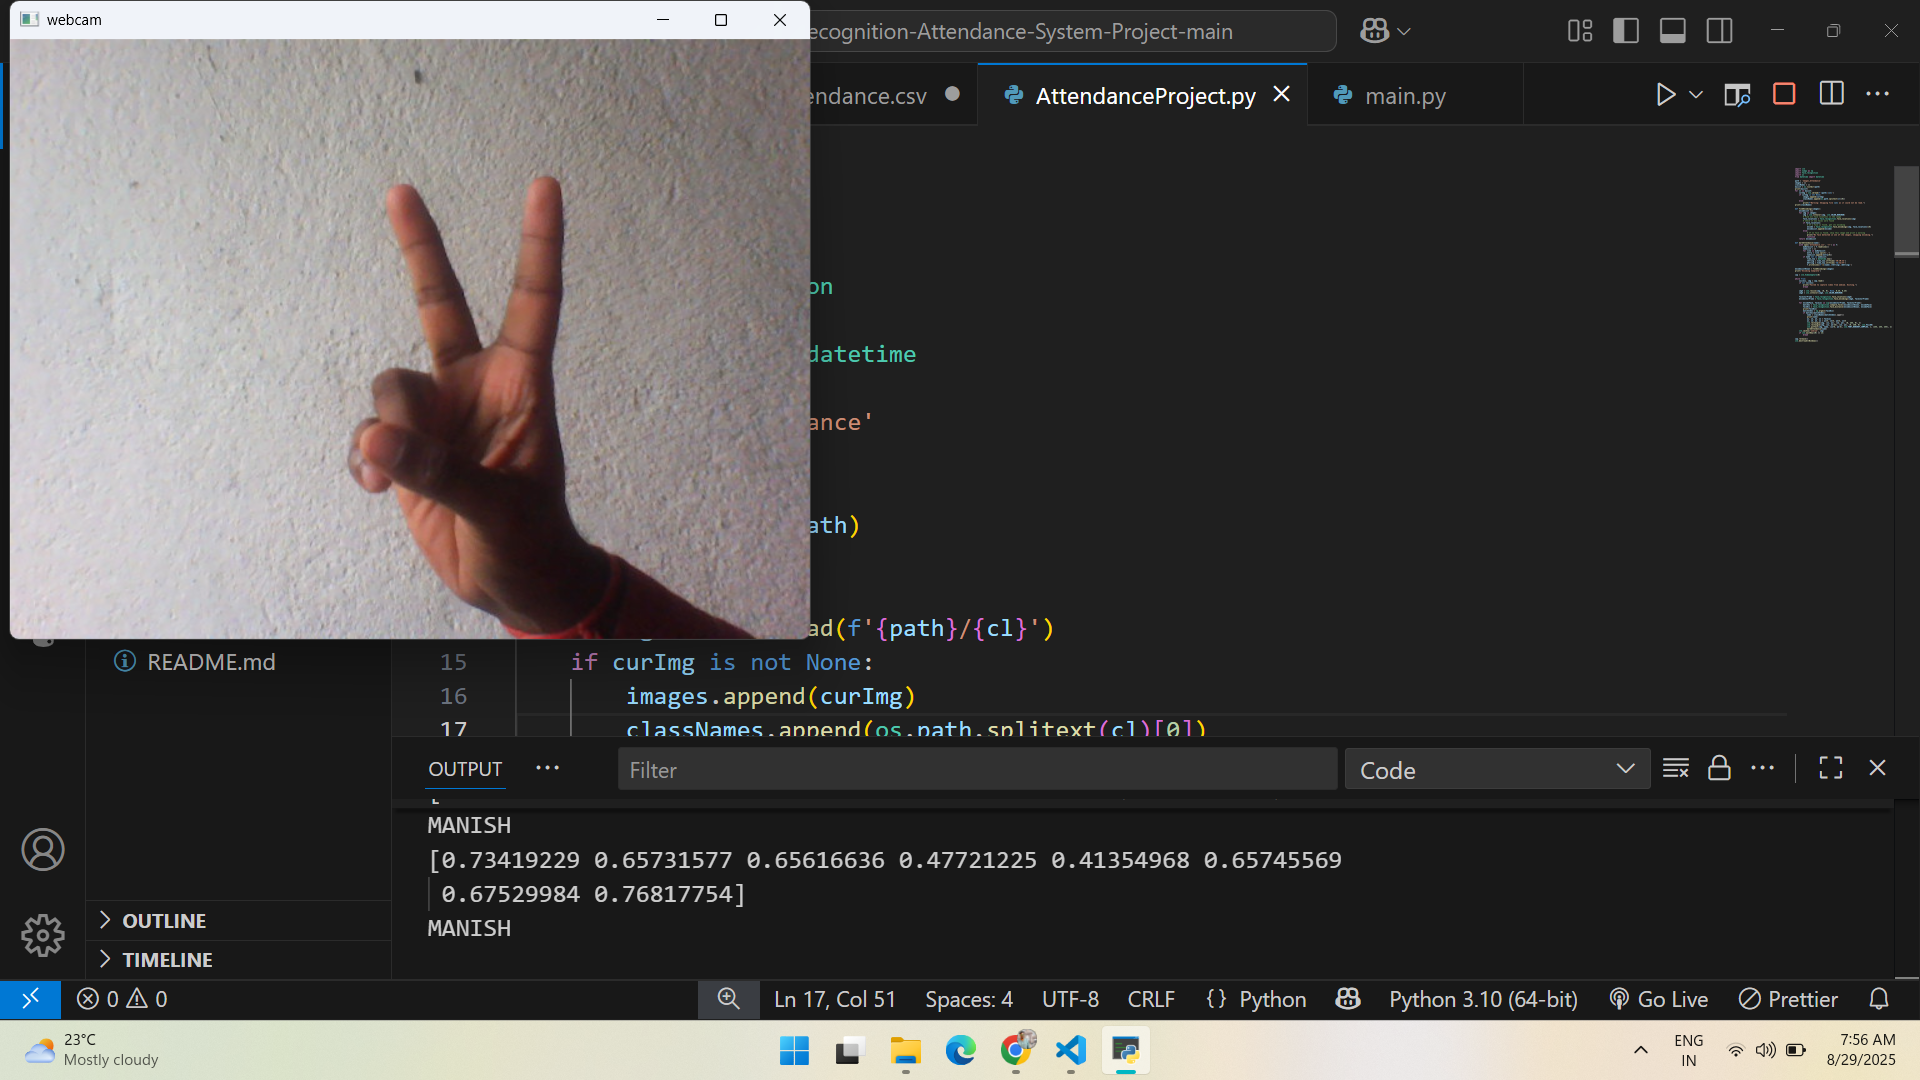 webcam
ecognition-Attendance-System-Project-main
endance.csv
AttendanceProject.py
main.py
on
datetime
ance'
ath)
ad(f'{path}/{cl}')
README.md
15 if curImg is not None:
16 images.append(curImg)
17 classNames.append(os.path.splitext(cl)[0])
OUTPUT
Filter
Code
MANISH
[0.73419229 0.65731577 0.65616636 0.47721225 0.41354968 0.65745569
0.67529984 0.76817754]
MANISH
OUTLINE
TIMELINE
0 0
Ln 17, Col 51
Spaces: 4
UTF-8
CRLF
{} Python
Python 3.10 (64-bit)
Go Live
Prettier
23°C
Mostly cloudy
ENG
IN
7:56 AM
8/29/2025